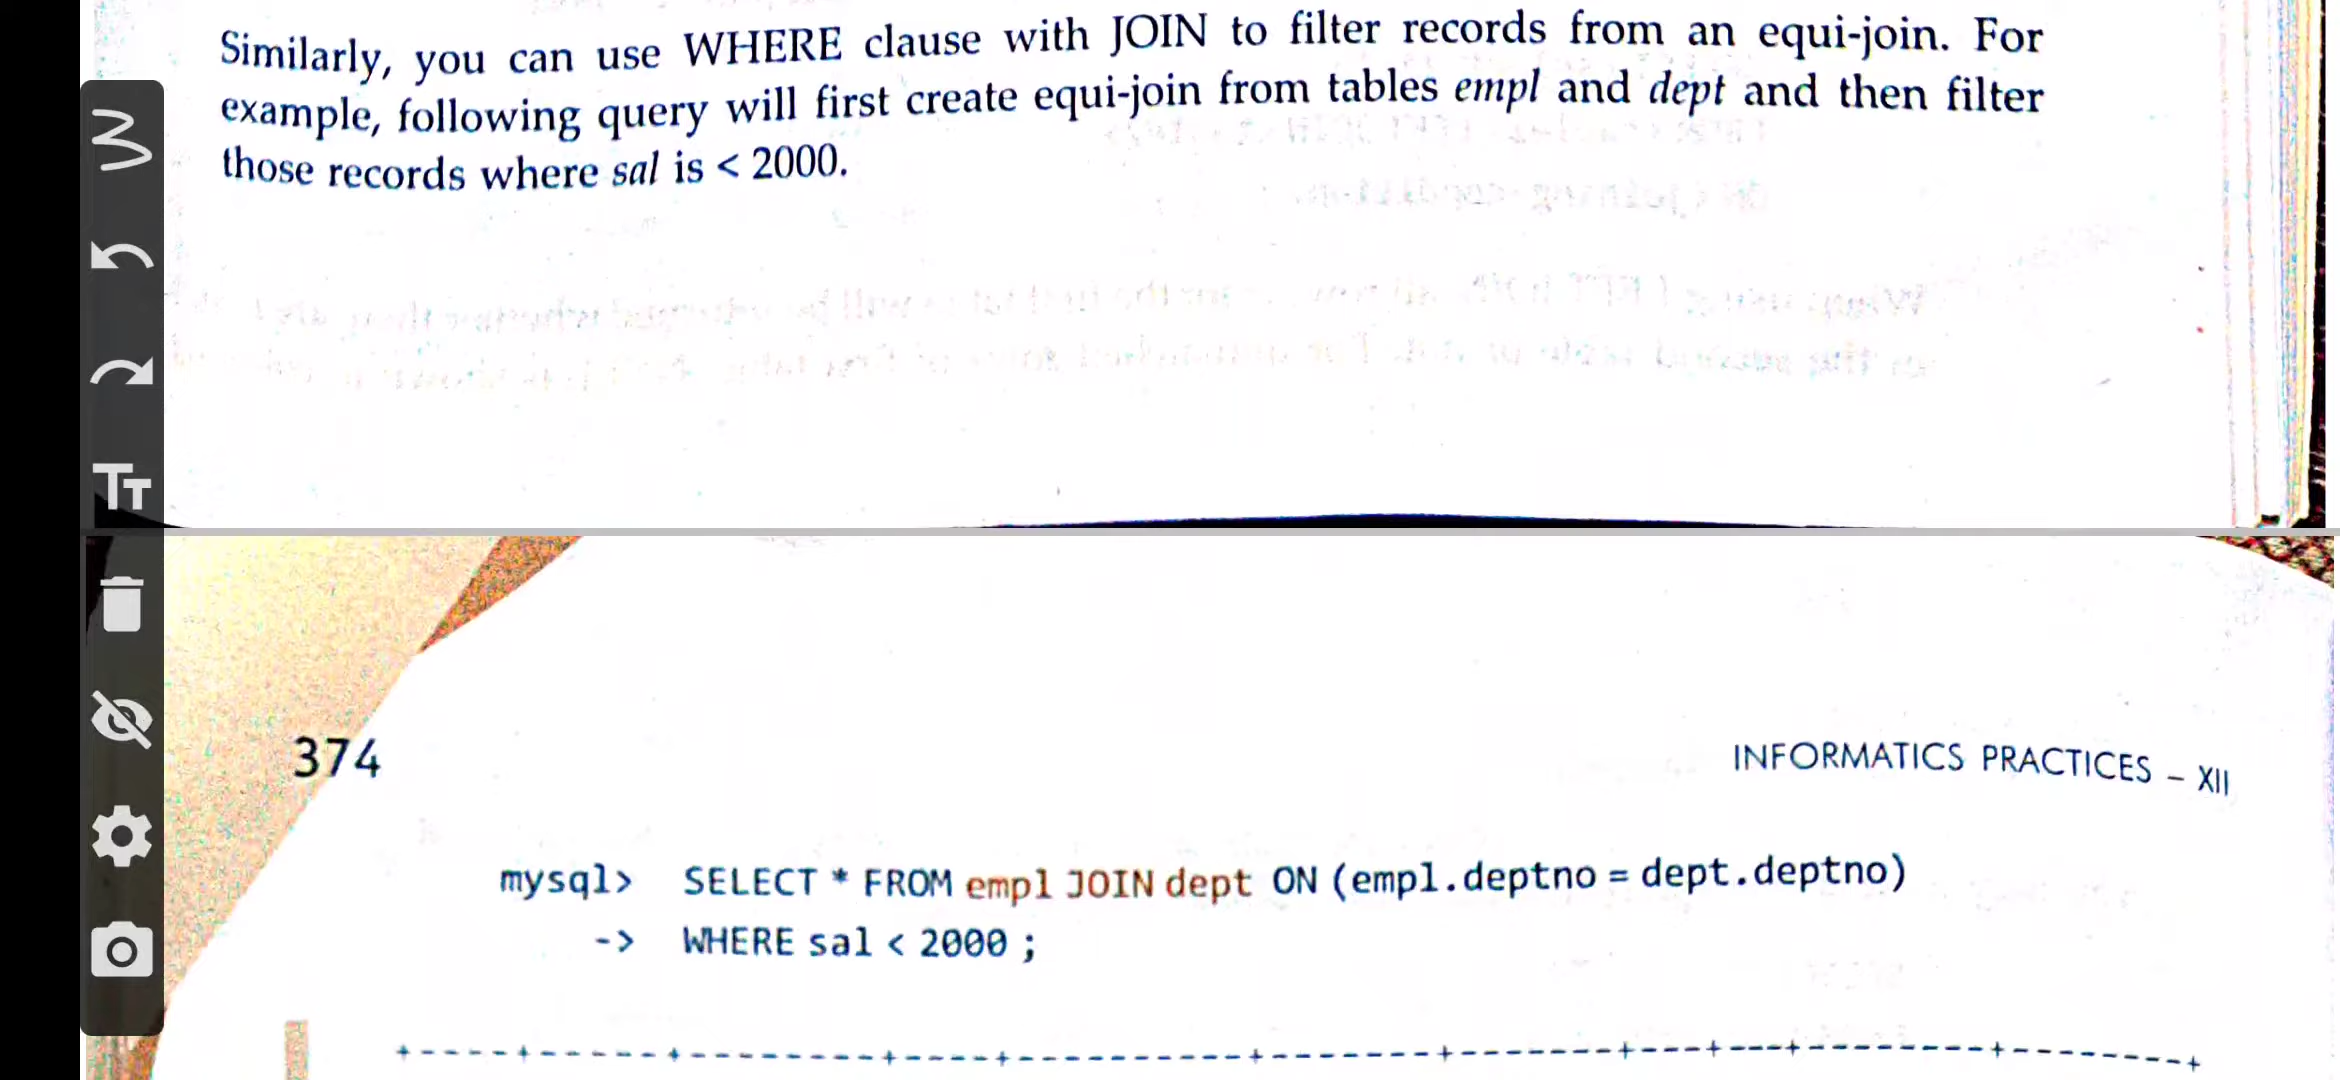 Similarly, you can use WHERE clause with JOIN to filter records from an equi-join. For
example, following query will first create equi-join from tables empl and dept and then filter
those records where sal is < 2000.
374
INFORMATICS PRACTICES – XII
mysql> SELECT * FROM empl JOIN dept ON (empl.deptno = dept.deptno)
-> WHERE sal < 2000 ;